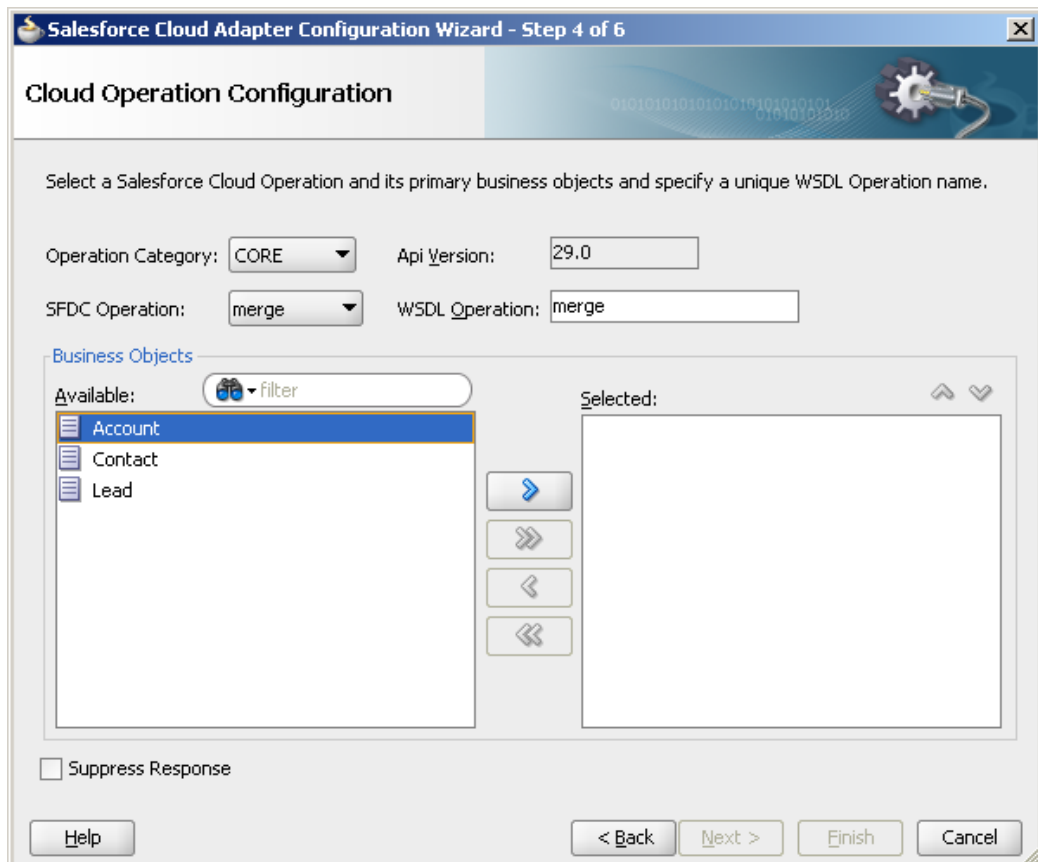 Salesforce Cloud Adapter Configuration Wizard - Step 4 of 6
Cloud Operation Configuration
0101010101010101010101010101
01010101010
Select a Salesforce Cloud Operation and its primary business objects and specify a unique WSDL Operation name.
Operation Category: CORE Api Version: 29.0
SFDC Operation: merge WSDL Operation: merge
Business Objects
Available: filter Selected:
Account
Contact
Lead
Suppress Response
Help < Back Next > Finish Cancel